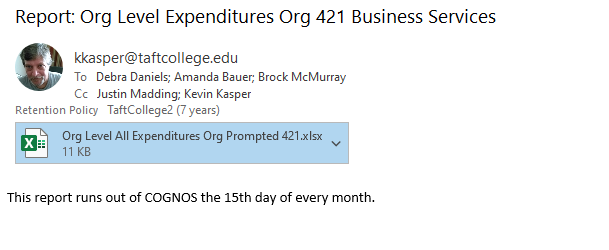 Report: Org Level Expenditures Org 421 Business Services
kkasper@taftcollege.edu
To Debra Daniels; Amanda Bauer; Brock McMurray
Cc Justin Madding; Kevin Kasper
Retention Policy TaftCollege2 (7 years)
Org Level All Expenditures Org Prompted 421.xlsx
11 KB
This report runs out of COGNOS the 15th day of every month.